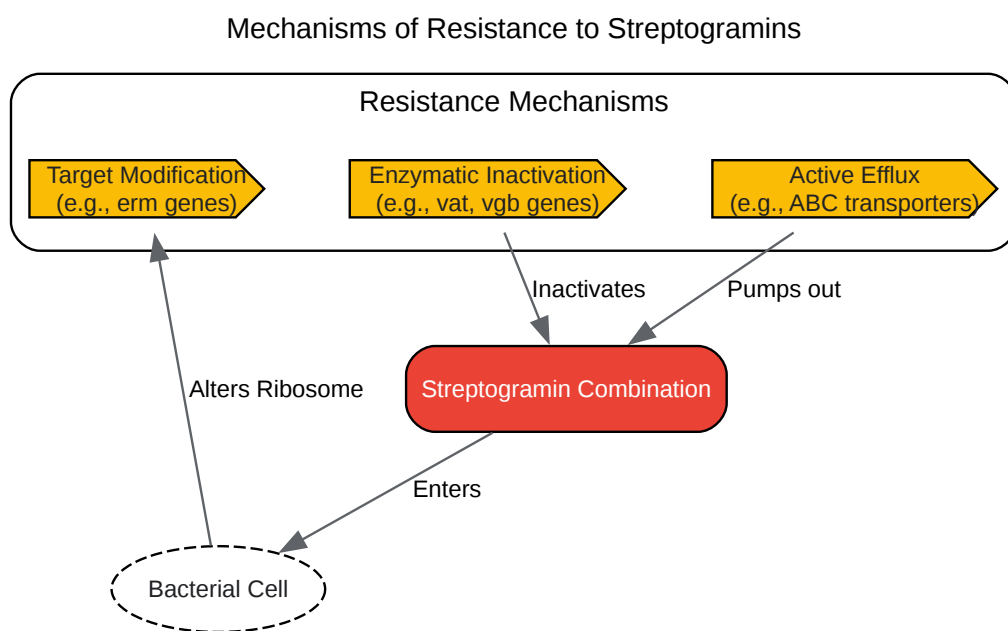 Mechanisms of Resistance to Streptogramins
Resistance Mechanisms
Target Modification
(e.g., erm genes)
Enzymatic Inactivation
(e.g., vat, vgb genes)
Active Efflux
(e.g., ABC transporters)
Inactivates
Pumps out
Alters Ribosome
Streptogramin Combination
Enters
Bacterial Cell